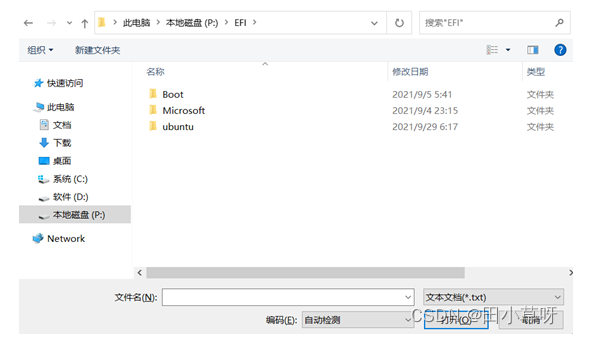 此电脑 > 本地磁盘 (P:) > EFI >
搜索"EFI"
组织 新建文件夹
名称 修改日期 类型
快速访问
此电脑
文档
下载
桌面
系统 (C:)
软件 (D:)
本地磁盘 (P:)
Network
Boot 2021/9/5 5:41 文件夹
Microsoft 2021/9/4 23:15 文件夹
ubuntu 2021/9/29 6:17 文件夹
文件名(N):
文本文档(*.txt)
编码(E): 自动检测
打开(O) 取消
CSDN @田小草呀